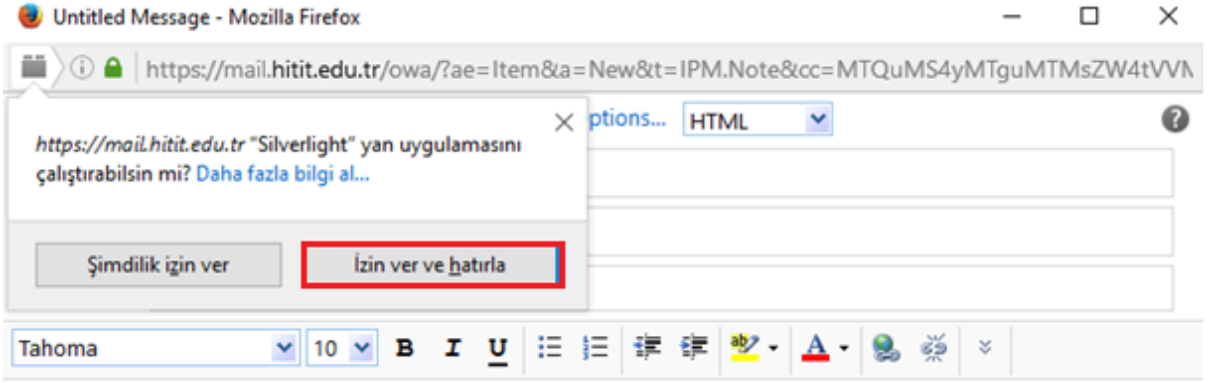 Untitled Message - Mozilla Firefox
https://mail.hitit.edu.tr/owa/?ae=Item&a=New&t=IPM.Note&cc=MTQuMS4yMTguMTMsZW4tVVM
ptions... HTML
https://mail.hitit.edu.tr "Silverlight" yan uygulamasını
çalıştırabilsin mi? Daha fazla bilgi al...
Şimdilik izin ver İzin ver ve hatırla
Tahoma 10 B I U ab A